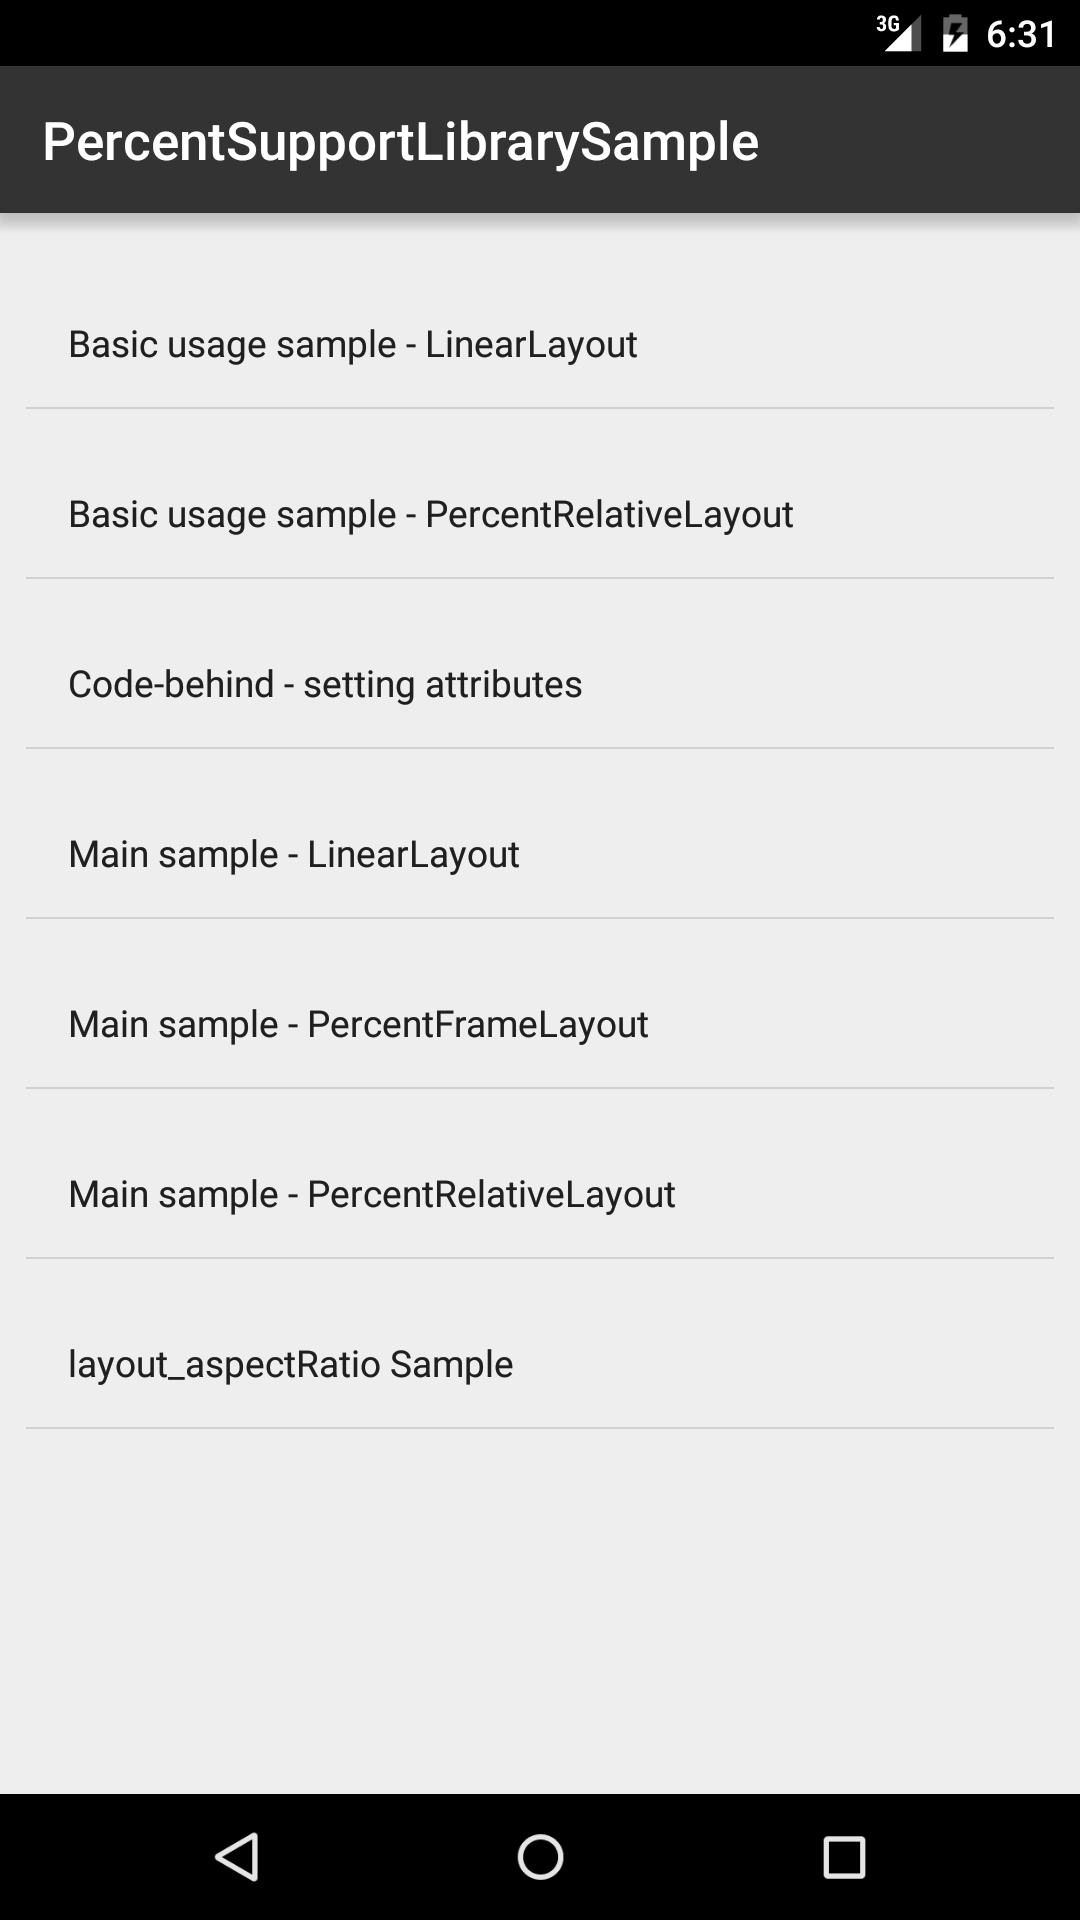 3G 6:31
PercentSupportLibrarySample
Basic usage sample - LinearLayout
Basic usage sample - PercentRelativeLayout
Code-behind - setting attributes
Main sample - LinearLayout
Main sample - PercentFrameLayout
Main sample - PercentRelativeLayout
layout_aspectRatio Sample